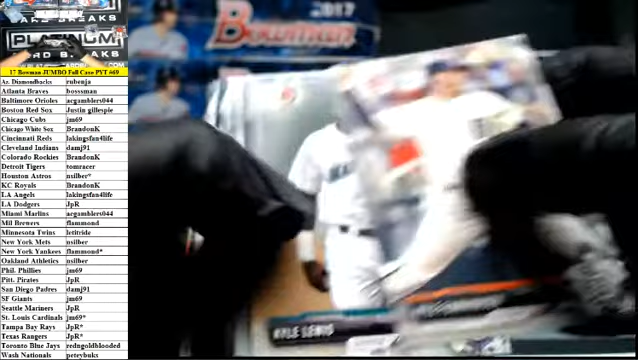 PLATINUM
CARD BREAKS
17 Bowman JUMBO Full Case PYT #69
Az. Diamondbacks rubenja
Atlanta Braves bosssman
Baltimore Orioles acgamblers044
Boston Red Sox Justin gillespie
Chicago Cubs jm69
Chicago White Sox BrandonK
Cincinnati Reds lakingsfan4life
Cleveland Indians damj91
Colorado Rockies BrandonK
Detroit Tigers tomracer
Houston Astros nsilber*
KC Royals BrandonK
LA Angels lakingsfan4life
LA Dodgers JpR
Miami Marlins acgamblers044
Mil Brewers flammond
Minnesota Twins letitride
New York Mets nsilber
New York Yankees flammond*
Oakland Athletics nsilber
Phil. Phillies jm69
Pitt. Pirates JpR
San Diego Padres damj91
SF Giants jm69
Seattle Mariners JpR
St. Louis Cardinals jm69*
Tampa Bay Rays JpR*
Texas Rangers JpR*
Toronto Blue Jays redngoldblooded
Wash Nationals peteybuks
2017
Bowman
KYLE LEWIS